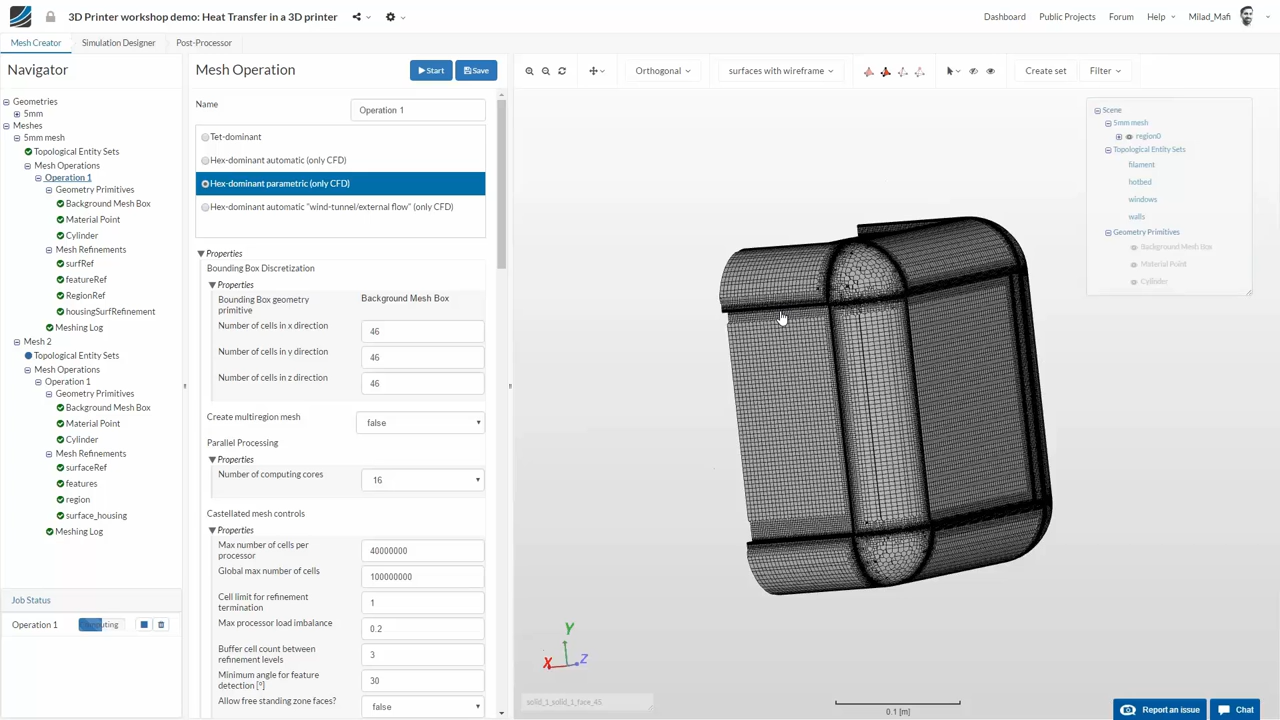 3D Printer workshop demo: Heat Transfer in a 3D printer
Dashboard Public Projects Forum Help Milad_Mafi
Mesh Creator Simulation Designer Post-Processor
Navigator
Geometries
5mm
Meshes
5mm mesh
Topological Entity Sets
Mesh Operations
Operation 1
Geometry Primitives
Background Mesh Box
Material Point
Cylinder
Mesh Refinements
surfRef
featureRef
RegionRef
housingSurfRefinement
Meshing Log
Mesh 2
Topological Entity Sets
Mesh Operations
Operation 1
Geometry Primitives
Background Mesh Box
Material Point
Cylinder
Mesh Refinements
surfaceRef
features
region
surface_housing
Meshing Log
Job Status
Operation 1
Mesh Operation
Start Save
Name Operation 1
Tet-dominant
Hex-dominant automatic (only CFD)
Hex-dominant parametric (only CFD)
Hex-dominant automatic "wind-tunnel/external flow" (only CFD)
Properties
Bounding Box Discretization
Properties
Bounding Box geometry primitive Background Mesh Box
Number of cells in x direction 46
Number of cells in y direction 46
Number of cells in z direction 46
Create multiregion mesh false
Parallel Processing
Properties
Number of computing cores 16
Castellated mesh controls
Properties
Max number of cells per processor 40000000
Global max number of cells 100000000
Cell limit for refinement termination 1
Max processor load imbalance 0.2
Buffer cell count between refinement levels 3
Minimum angle for feature detection [°] 30
Allow free standing zone faces? false
Orthogonal surfaces with wireframe Create set Filter
Scene
5mm mesh
region0
Topological Entity Sets
filament
hotbed
windows
walls
Geometry Primitives
Background Mesh Box
Material Point
Cylinder
Y
X Z
solid_1_solid_1_face_45
0.1 [m]
Report an issue Chat